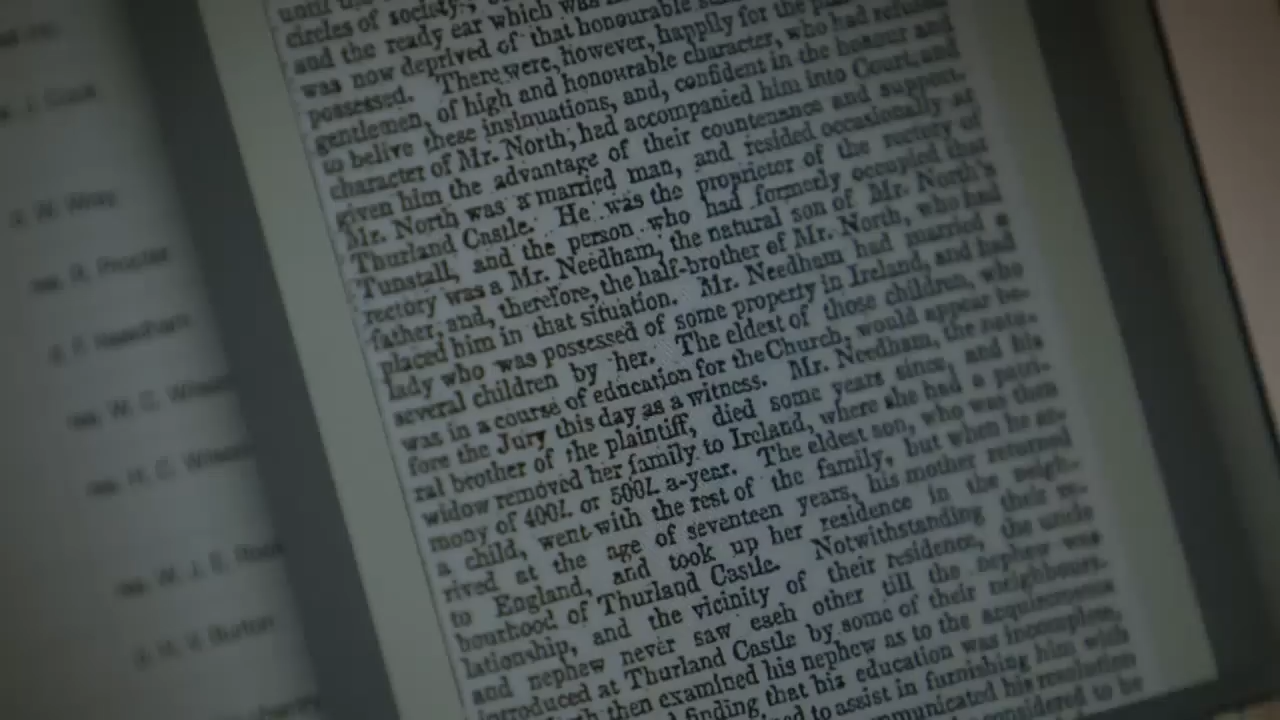 circles of society;
and the ready ear which was
was now deprived of that honourable
possessed. There were, however, happily for the
gentlemen, of high and honourable character, who had refused
to belive these insinuations, and, confident in the honour and
character of Mr. North, had accompanied him into Court, and
given him the advantage of their countenance and support.
Mr. North was a married man, and resided occasionally at
Thurland Castle. He was the proprietor of the rectory of
Tunstall, and the person who had formerly occupied that
rectory was a Mr. Needham, the natural son of Mr. North's
father, and, therefore, the half-brother of Mr. North, who had
placed him in that situation. Mr. Needham had married a
lady who was possessed of some property in Ireland, and had
several children by her. The eldest of those children, who
was in a course of education for the Church, would appear be-
fore the Jury this day as a witness. Mr. Needham, the natu-
ral brother of the plaintiff, died some years since, and his
widow removed her family to Ireland, where she had a patri-
mony of 400l. or 500l. a-year. The eldest son, who was then
a child, went with the rest of the family, but when he ar-
rived at the age of seventeen years, his mother returned
to England, and took up her residence in the neigh-
bourhood of Thurland Castle. Notwithstanding their re-
lationship, and the vicinity of their residence, the uncle
and nephew never saw each other till the nephew was
introduced at Thurland Castle by some of their neighbours.
then examined his nephew as to the acquirements
finding that his education was incomplete,
to assist in furnishing him with
communicated his resolution
considered to be
W. C.
H. C.
W. J. E.
H. V. Burton